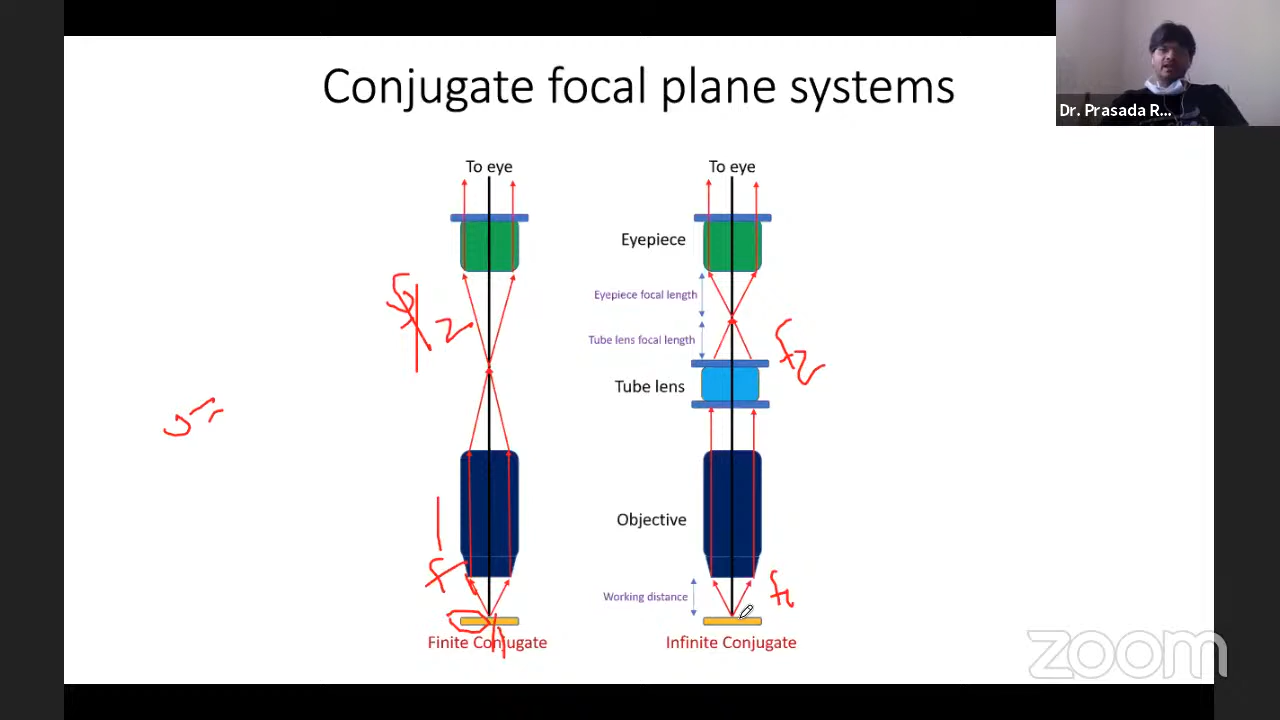 Conjugate focal plane systems
Dr. Prasada R...
To eye
To eye
Eyepiece
Eyepiece focal length
Tube lens focal length
f2
Tube lens
Objective
Working distance
Finite Conjugate
Infinite Conjugate
zoom